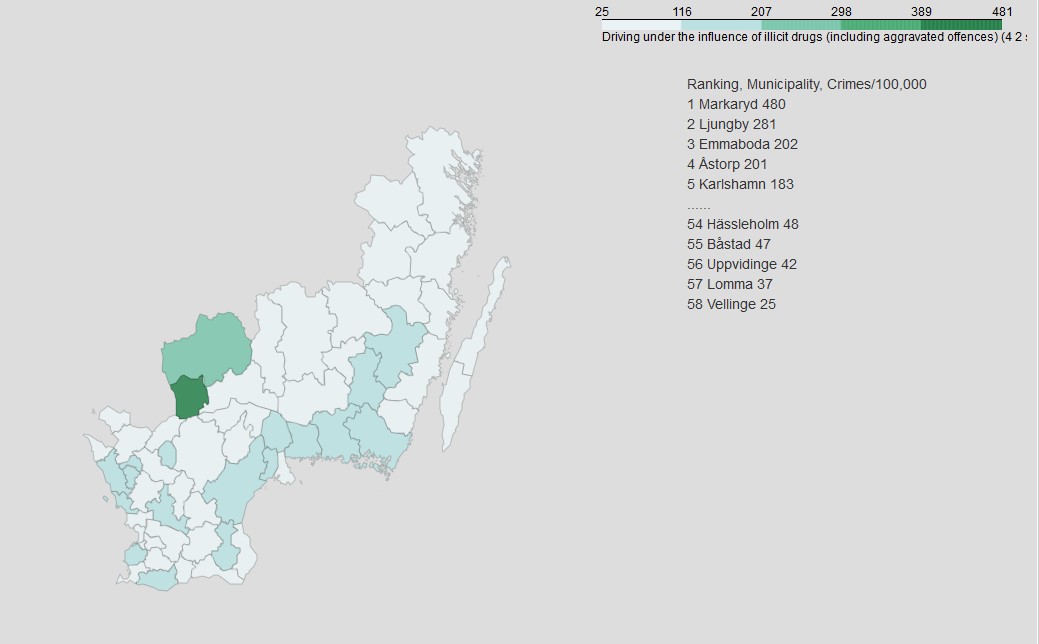 25 116 207 298 389 481
Driving under the influence of illicit drugs (including aggravated offences) (4 2 s
Ranking, Municipality, Crimes/100,000
1 Markaryd 480
2 Ljungby 281
3 Emmaboda 202
4 Åstorp 201
5 Karlshamn 183
......
54 Hässleholm 48
55 Båstad 47
56 Uppvidinge 42
57 Lomma 37
58 Vellinge 25